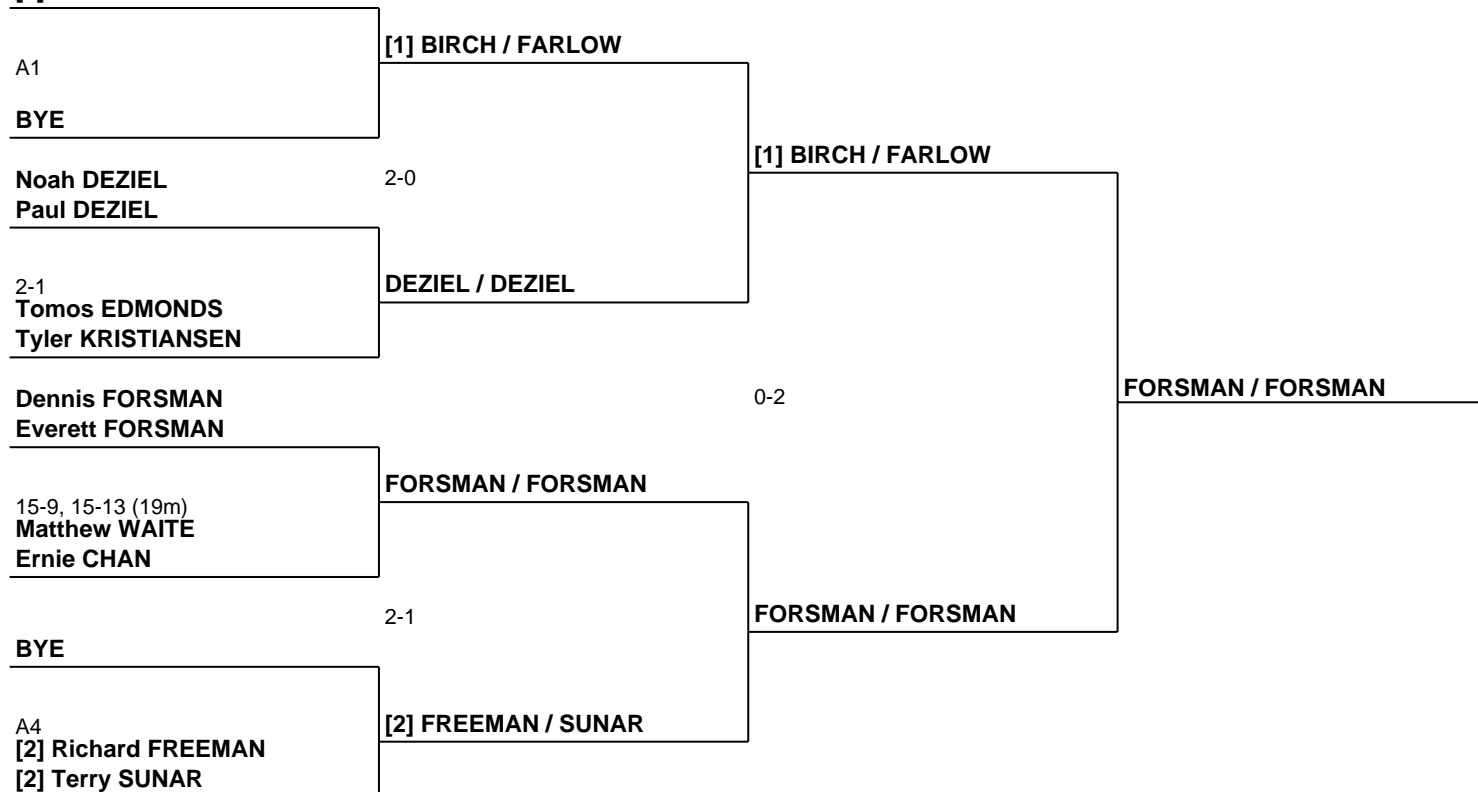 A1
BYE
[1] BIRCH / FARLOW
Noah DEZIEL
Paul DEZIEL
2-0
[1] BIRCH / FARLOW
2-1
Tomos EDMONDS
Tyler KRISTIANSEN
DEZIEL / DEZIEL
Dennis FORSMAN
Everett FORSMAN
0-2
FORSMAN / FORSMAN
15-9, 15-13 (19m)
Matthew WAITE
Ernie CHAN
FORSMAN / FORSMAN
2-1
FORSMAN / FORSMAN
BYE
A4
[2] Richard FREEMAN
[2] Terry SUNAR
[2] FREEMAN / SUNAR